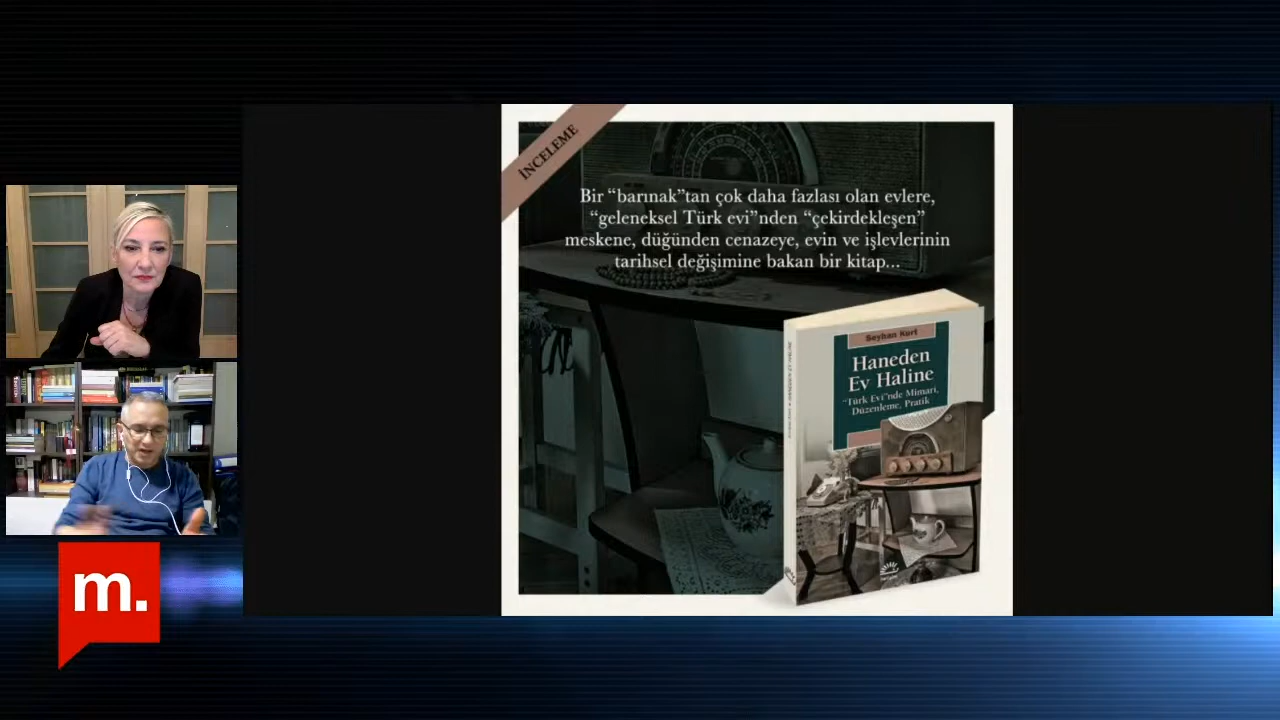 İNCELEME
Bir “barınak”tan çok daha fazlası olan evlere,
“geleneksel Türk evi”nden “çekirdekleşen”
meskene, düğünden cenazeye, evin ve işlevlerinin
tarihsel değişimine bakan bir kitap...
Seyhan Kurt
Haneden
Ev Haline
“Türk Evi”nde Mimari,
Düzenleme, Pratik
m.